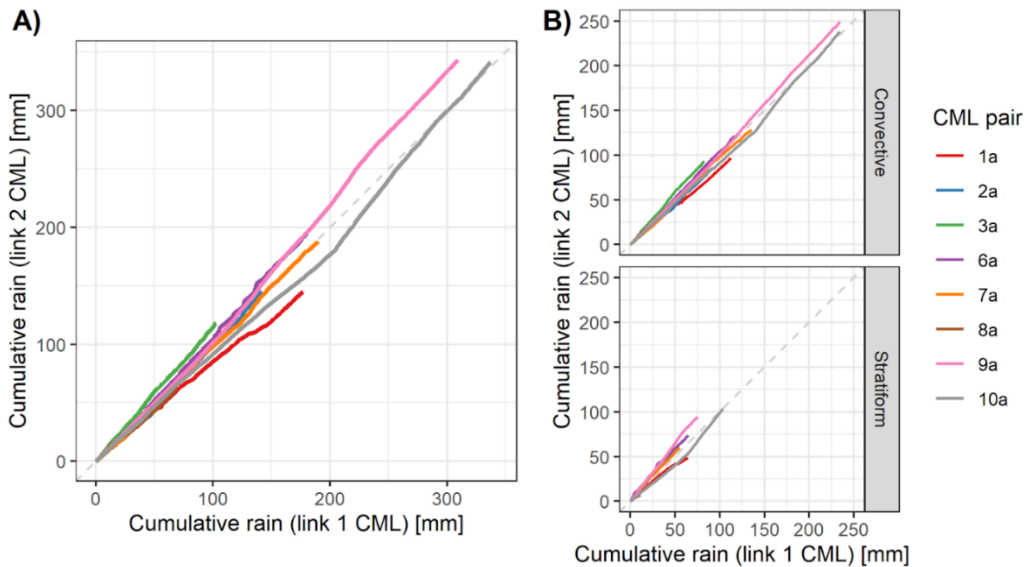 A)
Cumulative rain (link 2 CML) [mm]
300
200
100
0
0 100 200 300
Cumulative rain (link 1 CML) [mm]
B)
Cumulative rain (link 2 CML) [mm]
250
200
150
100
50
0
Convective
250
200
150
100
50
0
Stratiform
0 50 100 150 200 250
Cumulative rain (link 1 CML) [mm]
CML pair
1a
2a
3a
6a
7a
8a
9a
10a